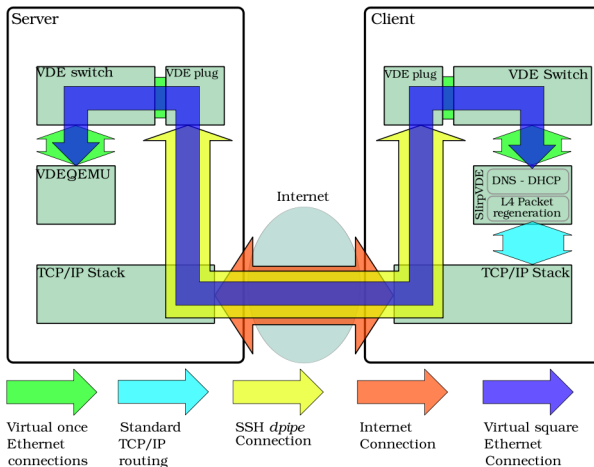 Server
Client
VDE switch
VDE plug
VDE plug
VDE Switch
VDEQEMU
SlirpVDE
DNS - DHCP
L4 Packet
regeneration
Internet
TCP/IP Stack
TCP/IP Stack
Virtual once
Ethernet
connections
Standard
TCP/IP
routing
SSH dpipe
Connection
Internet
Connection
Virtual square
Ethernet
Connection